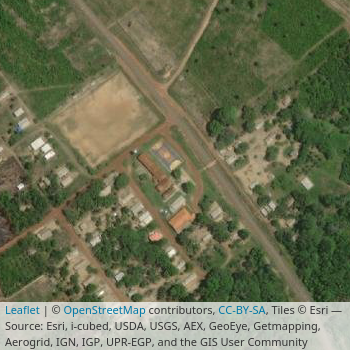 Leaflet | © OpenStreetMap contributors, CC-BY-SA, Tiles © Esri —
Source: Esri, i-cubed, USDA, USGS, AEX, GeoEye, Getmapping,
Aerogrid, IGN, IGP, UPR-EGP, and the GIS User Community